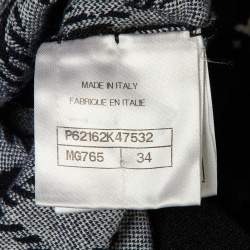 MADE IN ITALY
FABRIQUE EN ITALIE
P62162K47532
MG765 34